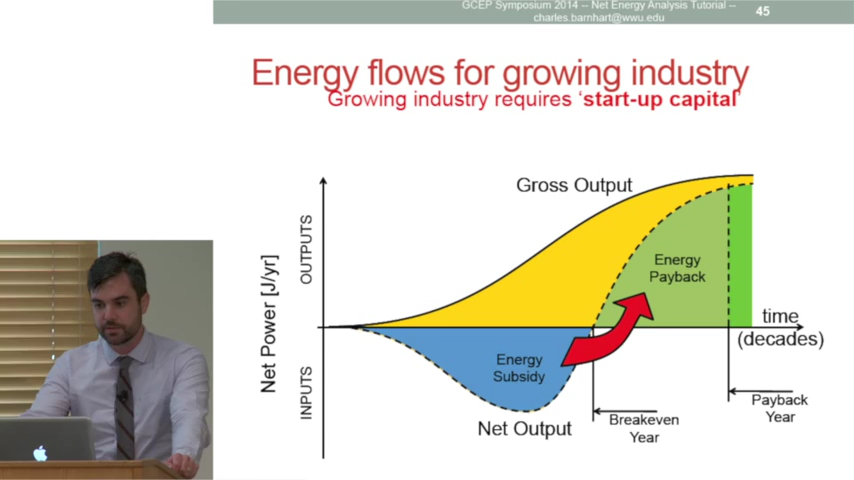 GCEP Symposium 2014 -- Net Energy Analysis Tutorial --
charles.barnhart@wwu.edu
45
Energy flows for growing industry
Growing industry requires 'start-up capital'
Gross Output
OUTPUTS
Net Power [J/yr]
Energy
Payback
time
(decades)
Energy
Subsidy
INPUTS
Net Output
Breakeven
Year
Payback
Year